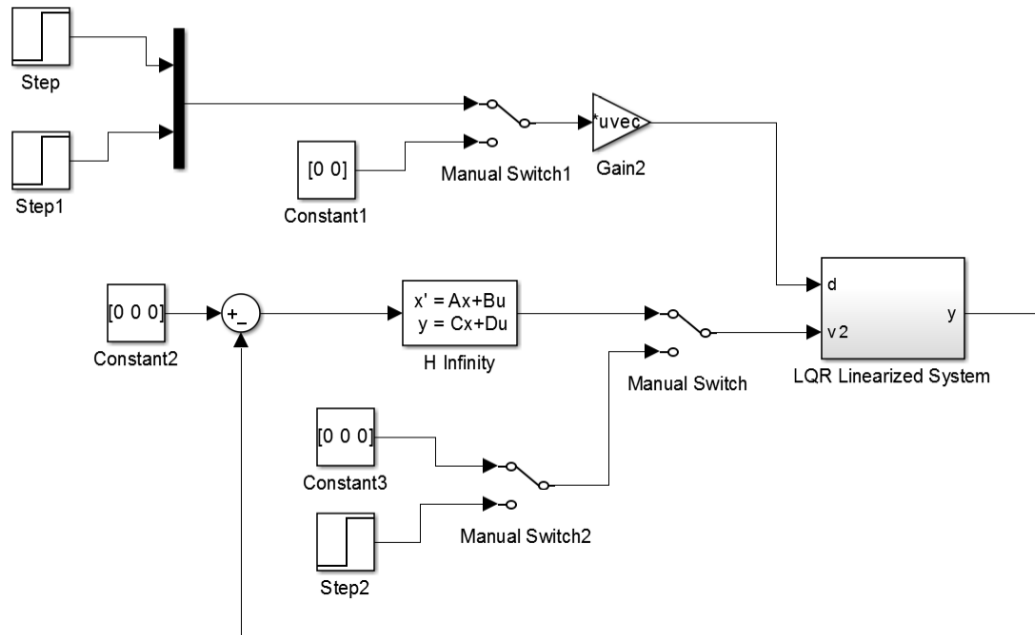 Step
Step1
[0 0]
Constant1
Manual Switch1
*uvec
Gain2
[0 0 0]
Constant2
+
−
x' = Ax+Bu
y = Cx+Du
H Infinity
Manual Switch
d
v2
y
LQR Linearized System
[0 0 0]
Constant3
Manual Switch2
Step2